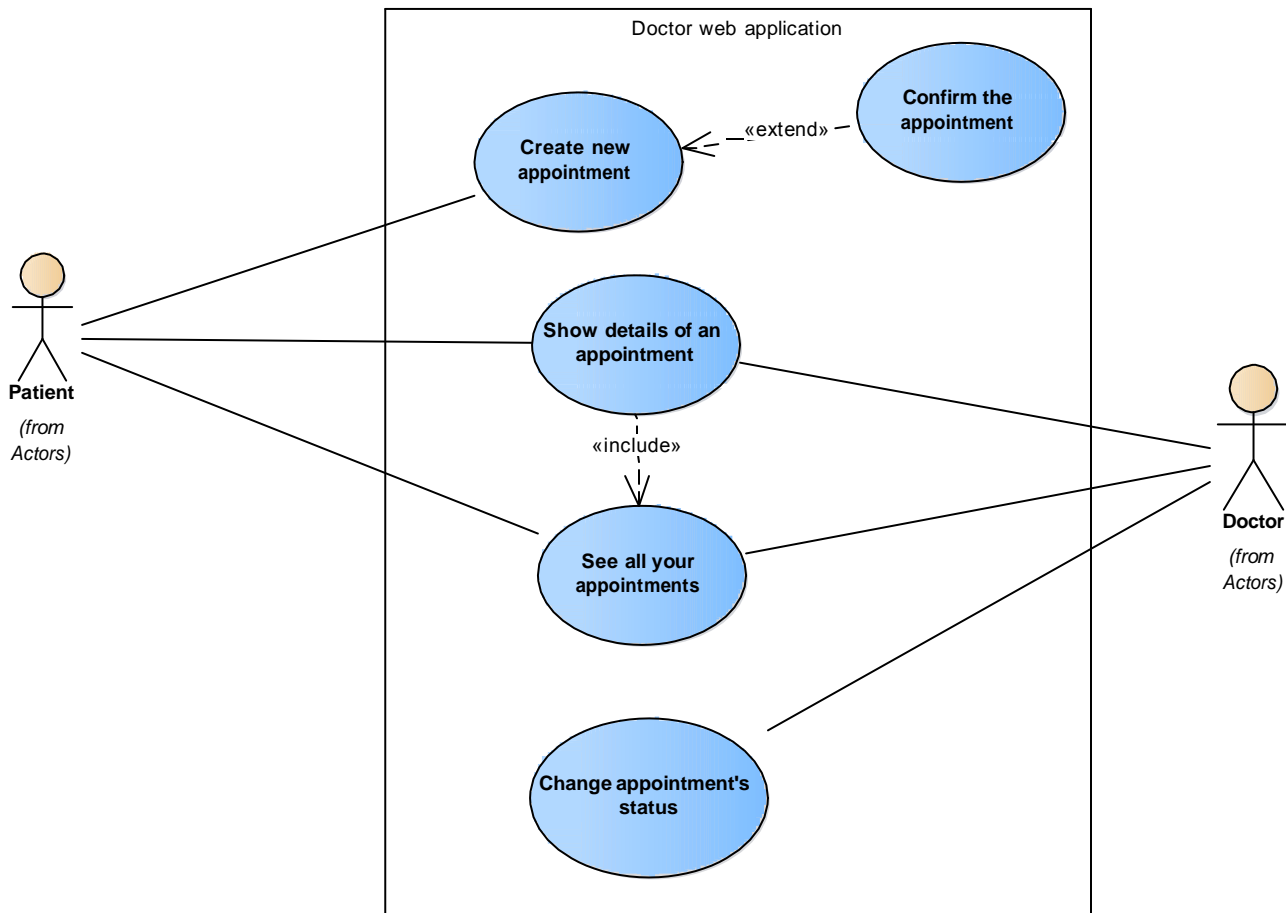 Doctor web application
Confirm the
appointment
«extend»
Create new
appointment
Show details of an
appointment
Patient
(from
Actors)
«include»
Doctor
(from
Actors)
See all your
appointments
Change appointment's
status